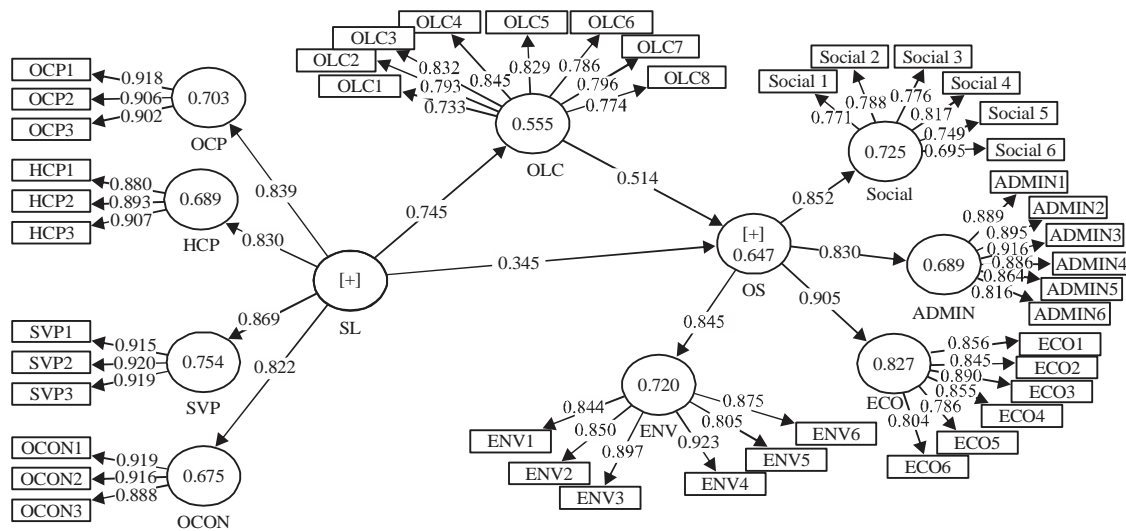 OCP1
OCP2
OCP3
0.918
0.906
0.902
0.703
OCP
HCP1
HCP2
HCP3
0.880
0.893
0.907
0.689
HCP
SVP1
SVP2
SVP3
0.915
0.920
0.919
0.754
SVP
OCON1
OCON2
OCON3
0.919
0.916
0.888
0.675
OCON
0.839
0.830
0.869
0.822
[+]
SL
0.745
0.345
OLC1
OLC2
OLC3
OLC4
OLC5
OLC6
OLC7
OLC8
0.733
0.793
0.832
0.845
0.829
0.786
0.796
0.774
0.555
OLC
0.514
[+]
0.647
OS
0.852
0.830
0.905
0.845
Social 1
Social 2
Social 3
Social 4
Social 5
Social 6
0.771
0.788
0.776
0.817
0.749
0.695
0.725
Social
ADMIN1
ADMIN2
ADMIN3
ADMIN4
ADMIN5
ADMIN6
0.889
0.895
0.916
0.886
0.864
0.816
0.689
ADMIN
ECO1
ECO2
ECO3
ECO4
ECO5
ECO6
0.856
0.845
0.890
0.855
0.786
0.804
0.827
ECO
ENV1
ENV2
ENV3
ENV4
ENV5
ENV6
0.844
0.850
0.897
0.923
0.805
0.875
0.720
ENV